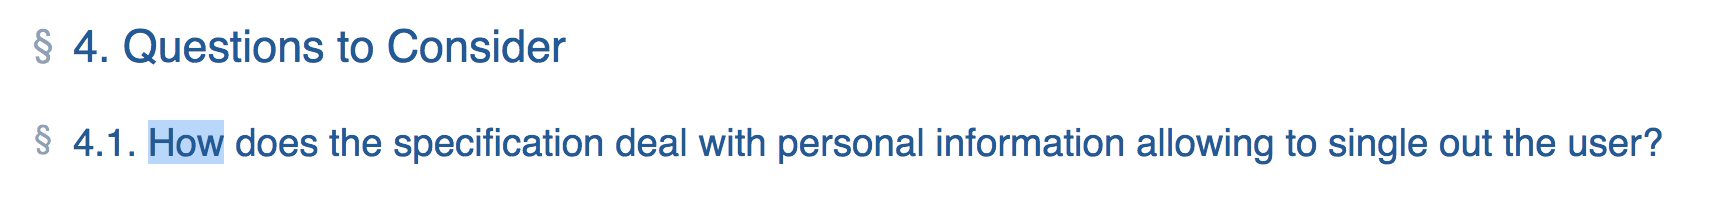 § 4. Questions to Consider
§ 4.1. How does the specification deal with personal information allowing to single out the user?